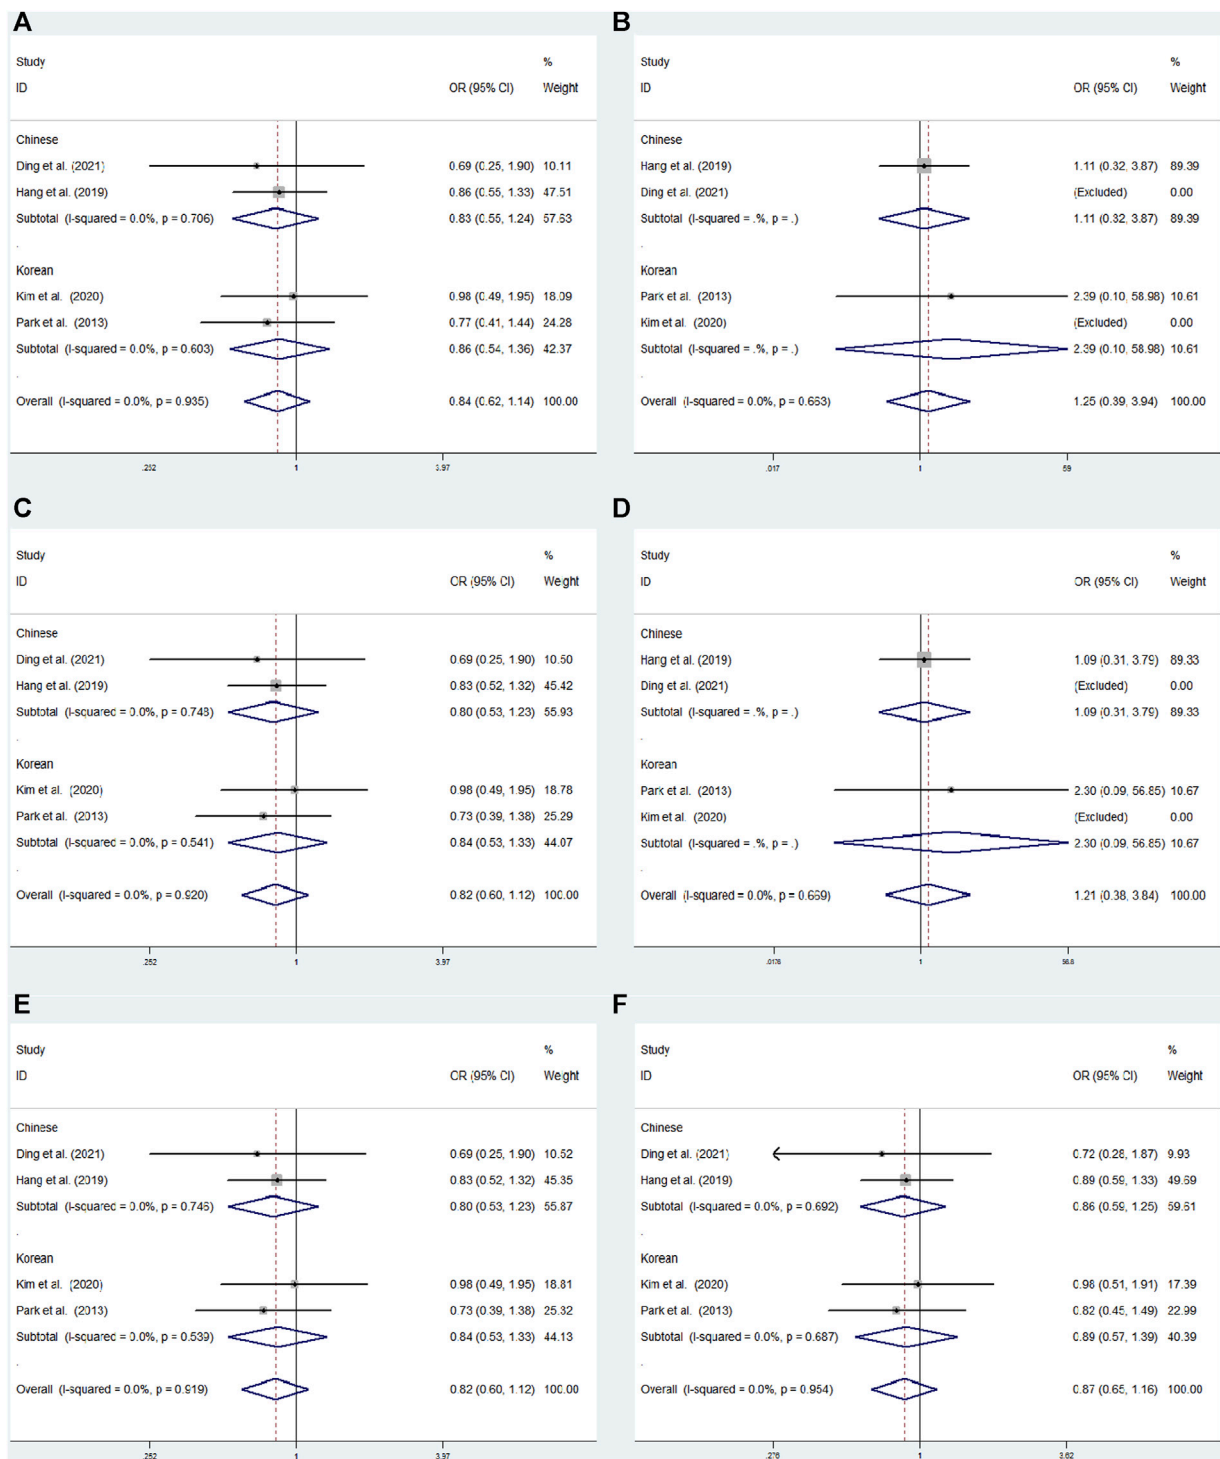 A
Study %
ID OR (95% CI) Weight
Chinese
Ding et al. (2021) 0.69 (0.25, 1.90) 10.11
Hang et al. (2019) 0.86 (0.55, 1.33) 47.51
Subtotal (I-squared = 0.0%, p = 0.706) 0.83 (0.55, 1.24) 57.63
.
Korean
Kim et al. (2020) 0.98 (0.49, 1.95) 18.09
Park et al. (2013) 0.77 (0.41, 1.44) 24.28
Subtotal (I-squared = 0.0%, p = 0.603) 0.86 (0.54, 1.36) 42.37
.
Overall (I-squared = 0.0%, p = 0.935) 0.84 (0.62, 1.14) 100.00
.252 1 3.97
B
Study %
ID OR (95% CI) Weight
Chinese
Hang et al. (2019) 1.11 (0.32, 3.87) 89.39
Ding et al. (2021) (Excluded) 0.00
Subtotal (I-squared = .%, p = .) 1.11 (0.32, 3.87) 89.39
.
Korean
Park et al. (2013) 2.39 (0.10, 58.98) 10.61
Kim et al. (2020) (Excluded) 0.00
Subtotal (I-squared = .%, p = .) 2.39 (0.10, 58.98) 10.61
.
Overall (I-squared = 0.0%, p = 0.663) 1.25 (0.39, 3.94) 100.00
.017 1 59
C
Study %
ID OR (95% CI) Weight
Chinese
Ding et al. (2021) 0.69 (0.25, 1.90) 10.50
Hang et al. (2019) 0.83 (0.52, 1.32) 45.42
Subtotal (I-squared = 0.0%, p = 0.748) 0.80 (0.53, 1.23) 55.93
.
Korean
Kim et al. (2020) 0.98 (0.49, 1.95) 18.78
Park et al. (2013) 0.73 (0.39, 1.38) 25.29
Subtotal (I-squared = 0.0%, p = 0.541) 0.84 (0.53, 1.33) 44.07
.
Overall (I-squared = 0.0%, p = 0.920) 0.82 (0.60, 1.12) 100.00
.252 1 3.97
D
Study %
ID OR (95% CI) Weight
Chinese
Hang et al. (2019) 1.09 (0.31, 3.79) 89.33
Ding et al. (2021) (Excluded) 0.00
Subtotal (I-squared = .%, p = .) 1.09 (0.31, 3.79) 89.33
.
Korean
Park et al. (2013) 2.30 (0.09, 56.85) 10.67
Kim et al. (2020) (Excluded) 0.00
Subtotal (I-squared = .%, p = .) 2.30 (0.09, 56.85) 10.67
.
Overall (I-squared = 0.0%, p = 0.659) 1.21 (0.38, 3.84) 100.00
.0176 1 56.8
E
Study %
ID OR (95% CI) Weight
Chinese
Ding et al. (2021) 0.69 (0.25, 1.90) 10.52
Hang et al. (2019) 0.83 (0.52, 1.32) 45.35
Subtotal (I-squared = 0.0%, p = 0.746) 0.80 (0.53, 1.23) 55.87
.
Korean
Kim et al. (2020) 0.98 (0.49, 1.95) 18.81
Park et al. (2013) 0.73 (0.39, 1.38) 25.32
Subtotal (I-squared = 0.0%, p = 0.539) 0.84 (0.53, 1.33) 44.13
.
Overall (I-squared = 0.0%, p = 0.919) 0.82 (0.60, 1.12) 100.00
.252 1 3.97
F
Study %
ID OR (95% CI) Weight
Chinese
Ding et al. (2021) 0.72 (0.28, 1.87) 9.93
Hang et al. (2019) 0.89 (0.59, 1.33) 49.69
Subtotal (I-squared = 0.0%, p = 0.692) 0.86 (0.59, 1.25) 59.61
.
Korean
Kim et al. (2020) 0.98 (0.51, 1.91) 17.39
Park et al. (2013) 0.82 (0.45, 1.49) 22.99
Subtotal (I-squared = 0.0%, p = 0.687) 0.89 (0.57, 1.39) 40.39
.
Overall (I-squared = 0.0%, p = 0.954) 0.87 (0.65, 1.16) 100.00
.276 1 3.62